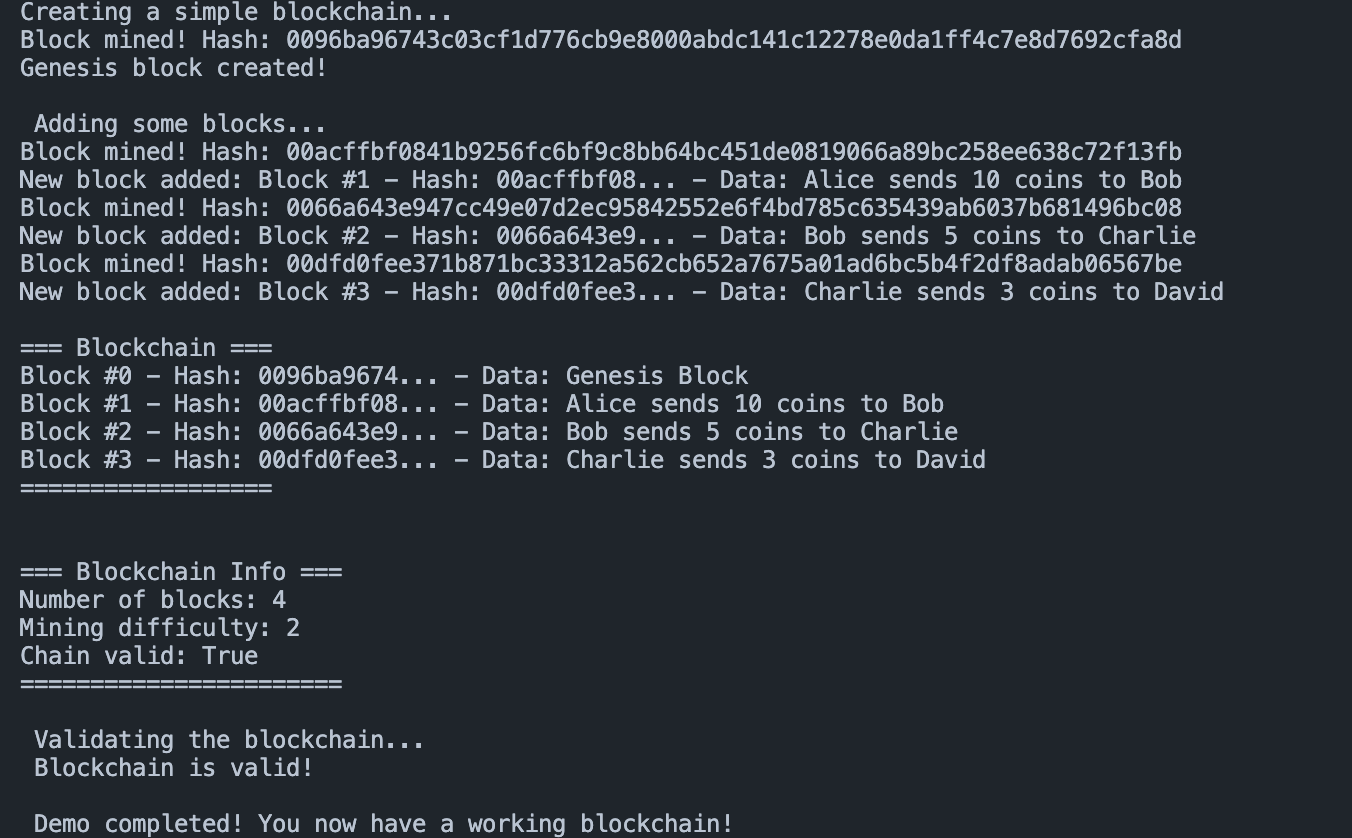 Creating a simple blockchain...
Block mined! Hash: 0096ba96743c03cf1d776cb9e8000abdc141c12278e0da1ff4c7e8d7692cfa8d
Genesis block created!
Adding some blocks...
Block mined! Hash: 00acffbf0841b9256fc6bf9c8bb64bc451de0819066a89bc258ee638c72f13fb
New block added: Block #1 - Hash: 00acffbf08... - Data: Alice sends 10 coins to Bob
Block mined! Hash: 0066a643e947cc49e07d2ec95842552e6f4bd785c635439ab6037b681496bc08
New block added: Block #2 - Hash: 0066a643e9... - Data: Bob sends 5 coins to Charlie
Block mined! Hash: 00dfd0fee371b871bc33312a562cb652a7675a01ad6bc5b4f2df8adab06567be
New block added: Block #3 - Hash: 00dfd0fee3... - Data: Charlie sends 3 coins to David
=== Blockchain ===
Block #0 - Hash: 0096ba9674... - Data: Genesis Block
Block #1 - Hash: 00acffbf08... - Data: Alice sends 10 coins to Bob
Block #2 - Hash: 0066a643e9... - Data: Bob sends 5 coins to Charlie
Block #3 - Hash: 00dfd0fee3... - Data: Charlie sends 3 coins to David
==================
=== Blockchain Info ===
Number of blocks: 4
Mining difficulty: 2
Chain valid: True
=======================
Validating the blockchain...
Blockchain is valid!
Demo completed! You now have a working blockchain!